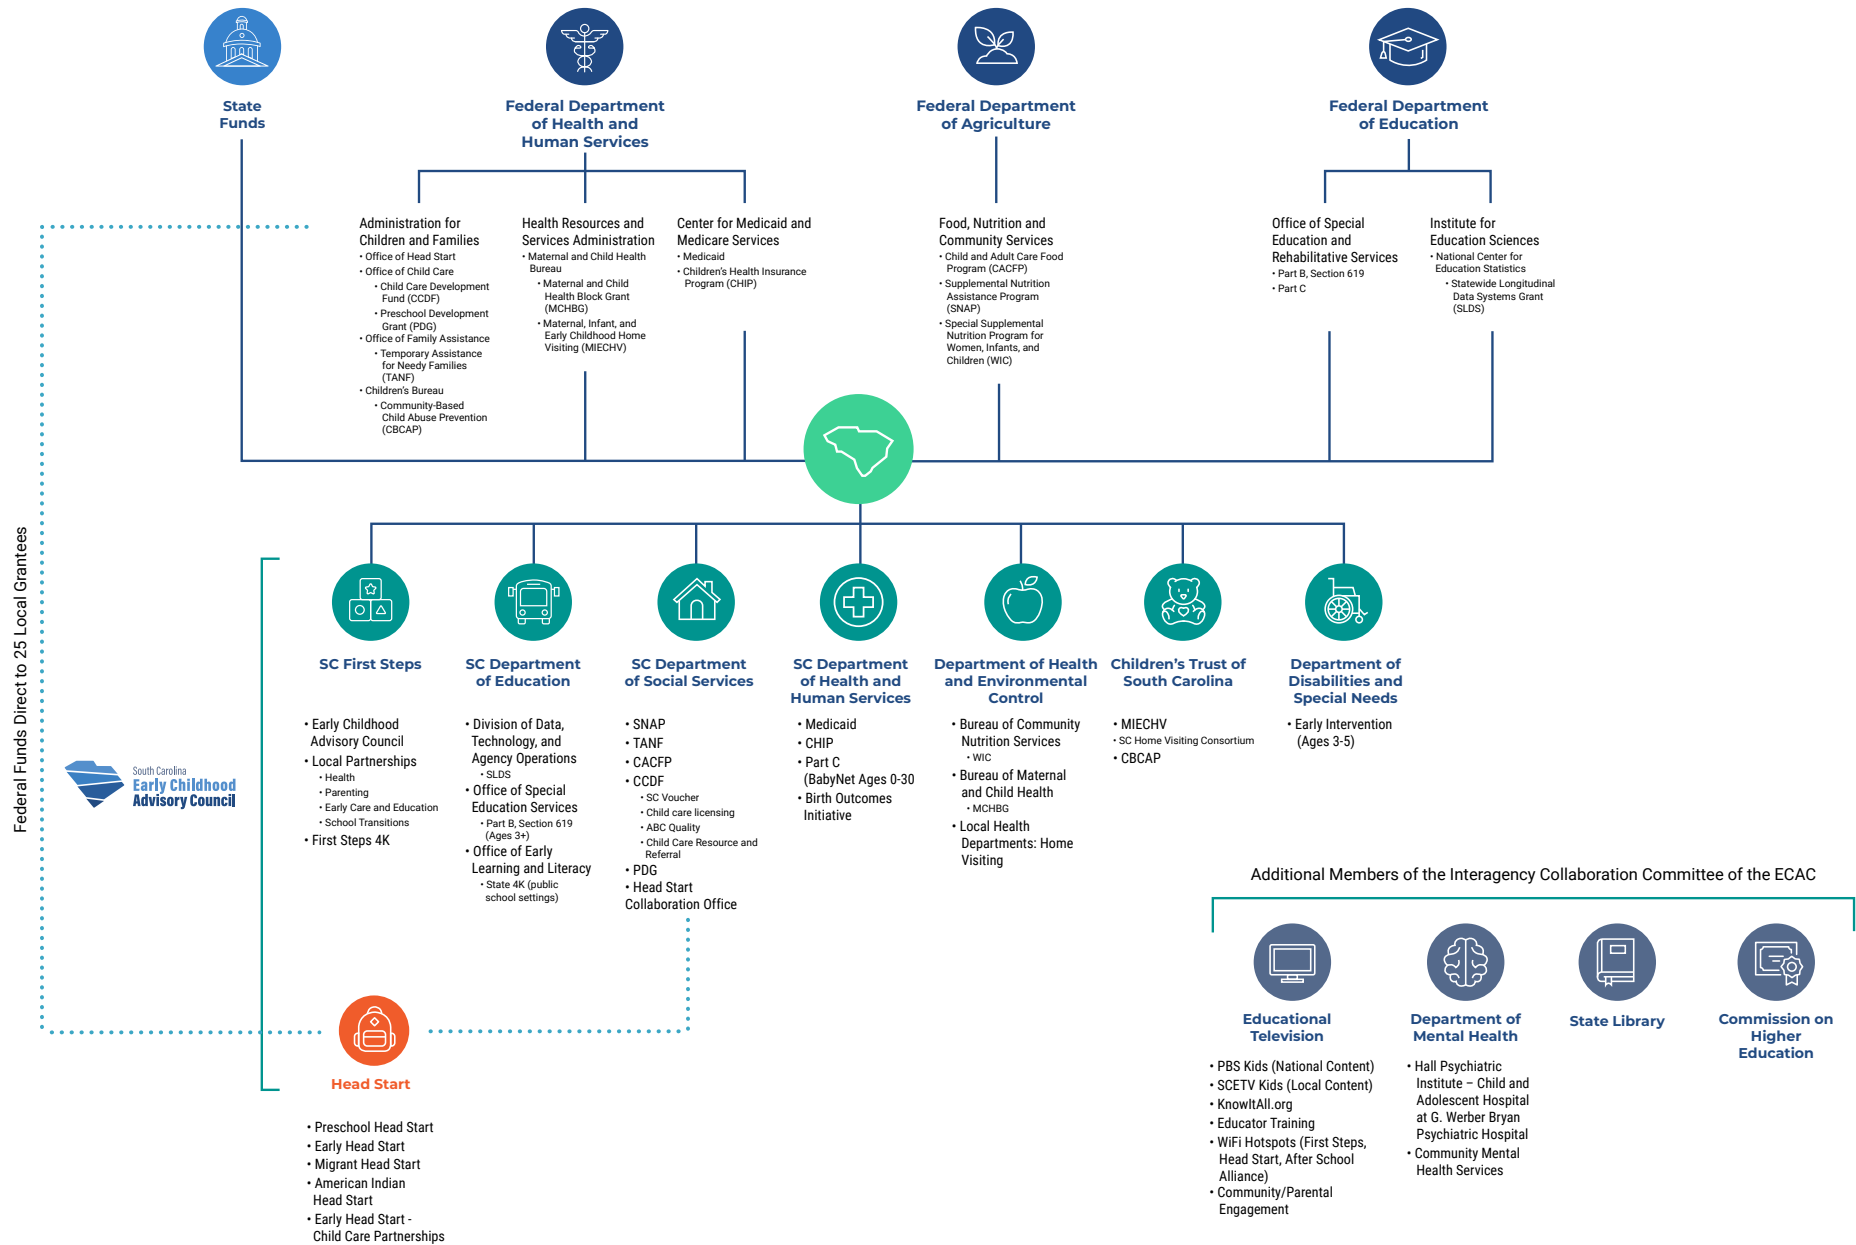 State
Funds
Federal Department
of Health and
Human Services
Federal Department
of Agriculture
Federal Department
of Education
Administration for
Children and Families
• Office of Head Start
• Office of Child Care
• Child Care Development
Fund (CCDF)
• Preschool Development
Grant (PDG)
• Office of Family Assistance
• Temporary Assistance
for Needy Families
(TANF)
• Children's Bureau
• Community-Based
Child Abuse Prevention
(CBCAP)
Health Resources and
Services Administration
• Maternal and Child Health
Bureau
• Maternal and Child
Health Block Grant
(MCHBG)
• Maternal, Infant, and
Early Childhood Home
Visiting (MIECHV)
Center for Medicaid and
Medicare Services
• Medicaid
• Children's Health Insurance
Program (CHIP)
Food, Nutrition and
Community Services
• Child and Adult Care Food
Program (CACFP)
• Supplemental Nutrition
Assistance Program
(SNAP)
• Special Supplemental
Nutrition Program for
Women, Infants, and
Children (WIC)
Office of Special
Education and
Rehabilitative Services
• Part B, Section 619
• Part C
Institute for
Education Sciences
• National Center for
Education Statistics
• Statewide Longitudinal
Data Systems Grant
(SLDS)
Federal Funds Direct to 25 Local Grantees
South Carolina
Early Childhood
Advisory Council
SC First Steps
• Early Childhood
Advisory Council
• Local Partnerships
• Health
• Parenting
• Early Care and Education
• School Transitions
• First Steps 4K
SC Department
of Education
• Division of Data,
Technology, and
Agency Operations
• SLDS
• Office of Special
Education Services
• Part B, Section 619
(Ages 3+)
• Office of Early
Learning and Literacy
• State 4K (public
school settings)
SC Department
of Social Services
• SNAP
• TANF
• CACFP
• CCDF
• SC Voucher
• Child care licensing
• ABC Quality
• Child Care Resource and
Referral
• PDG
• Head Start
Collaboration Office
SC Department
of Health and
Human Services
• Medicaid
• CHIP
• Part C
(BabyNet Ages 0-30
• Birth Outcomes
Initiative
Department of Health
and Environmental
Control
• Bureau of Community
Nutrition Services
• WIC
• Bureau of Maternal
and Child Health
• MCHBG
• Local Health
Departments: Home
Visiting
Children's Trust of
South Carolina
• MIECHV
• SC Home Visiting Consortium
• CBCAP
Department of
Disabilities and
Special Needs
• Early Intervention
(Ages 3-5)
Head Start
• Preschool Head Start
• Early Head Start
• Migrant Head Start
• American Indian
Head Start
• Early Head Start -
Child Care Partnerships
Additional Members of the Interagency Collaboration Committee of the ECAC
Educational
Television
• PBS Kids (National Content)
• SCETV Kids (Local Content)
• KnowItAll.org
• Educator Training
• WiFi Hotspots (First Steps,
Head Start, After School
Alliance)
• Community/Parental
Engagement
Department of
Mental Health
• Hall Psychiatric
Institute – Child and
Adolescent Hospital
at G. Werber Bryan
Psychiatric Hospital
• Community Mental
Health Services
State Library
Commission on
Higher
Education